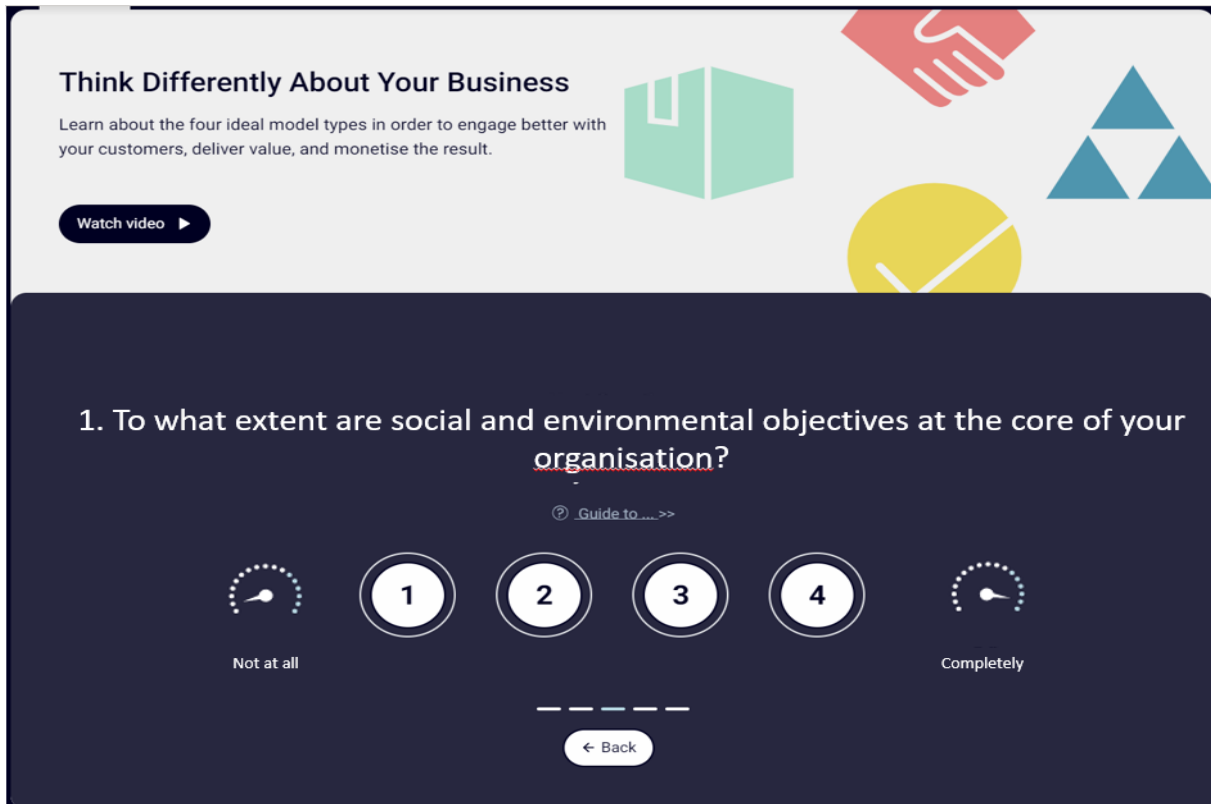 Think Differently About Your Business
Learn about the four ideal model types in order to engage better with
your customers, deliver value, and monetise the result.
Watch video
1. To what extent are social and environmental objectives at the core of your
organisation?
? Guide to ... >>
1 2 3 4
Not at all Completely
← Back